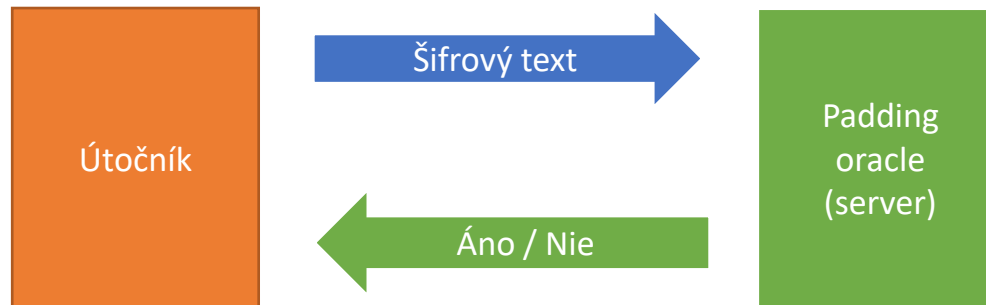 Šifrový text
Útočník
Padding
oracle
(server)
Áno / Nie